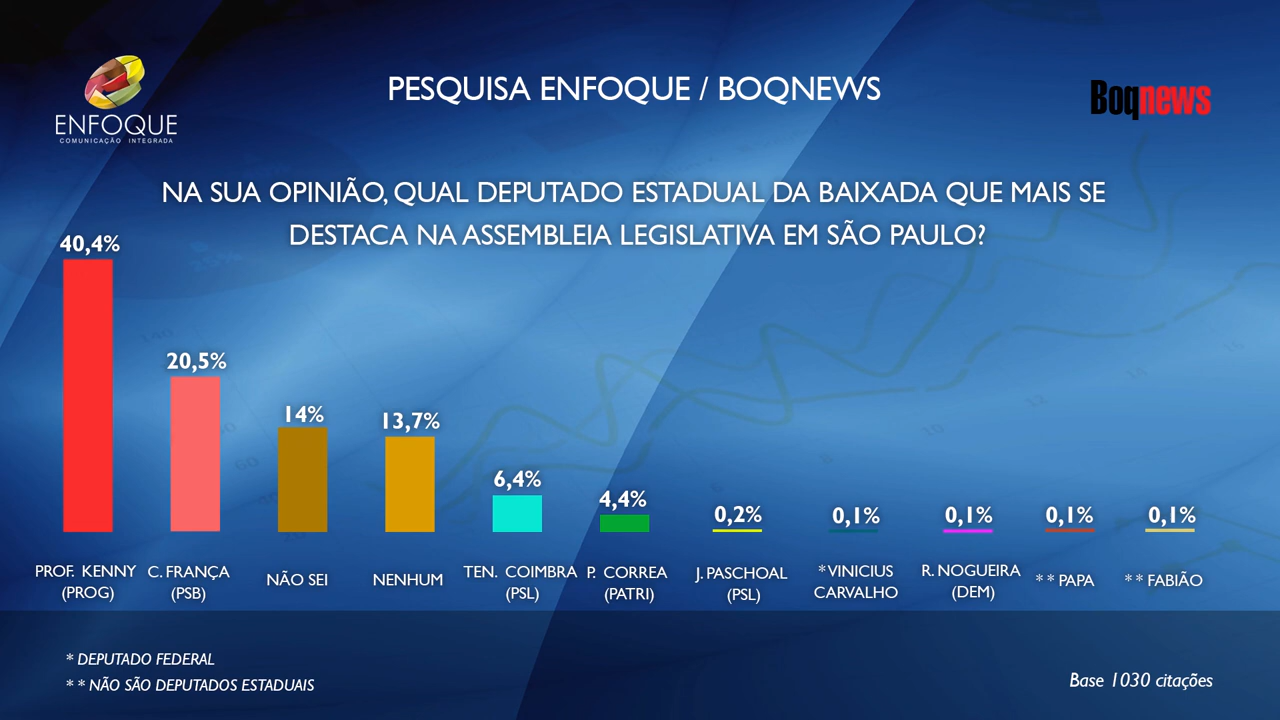 ENFOQUE
COMUNICAÇÃO INTEGRADA
PESQUISA ENFOQUE / BOQNEWS
Boqnews
NA SUA OPINIÃO, QUAL DEPUTADO ESTADUAL DA BAIXADA QUE MAIS SE
DESTACA NA ASSEMBLEIA LEGISLATIVA EM SÃO PAULO?
40,4%
20,5%
14%
13,7%
6,4%
4,4%
0,2%
0,1%
0,1%
0,1%
0,1%
PROF. KENNY
(PROG)
C. FRANÇA
(PSB)
NÃO SEI
NENHUM
TEN. COIMBRA
(PSL)
P. CORREA
(PATRI)
J. PASCHOAL
(PSL)
* VINICIUS
CARVALHO
R. NOGUEIRA
(DEM)
* * PAPA
* * FABIÃO
* DEPUTADO FEDERAL
* * NÃO SÃO DEPUTADOS ESTADUAIS
Base 1030 citações